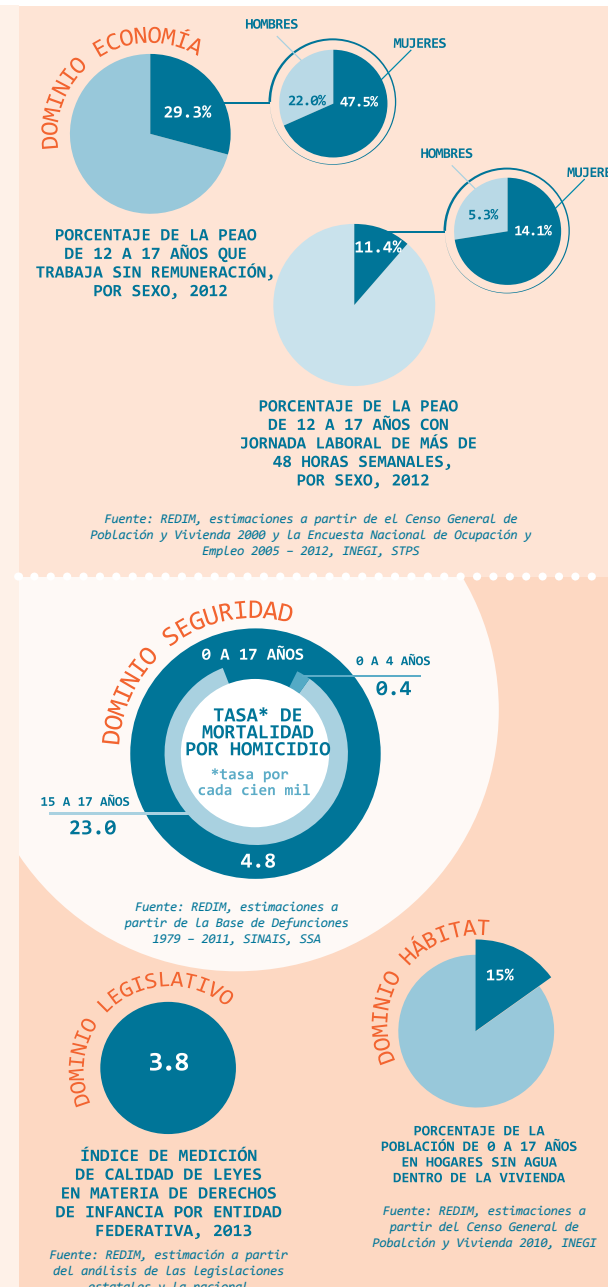 DOMINIO ECONOMÍA
HOMBRES
MUJERES
29.3%
22.0%
47.5%
PORCENTAJE DE LA PEAO
DE 12 A 17 AÑOS QUE
TRABAJA SIN REMUNERACIÓN,
POR SEXO, 2012
HOMBRES
MUJERE
5.3%
14.1%
11.4%
PORCENTAJE DE LA PEAO
DE 12 A 17 AÑOS CON
JORNADA LABORAL DE MÁS DE
48 HORAS SEMANALES,
POR SEXO, 2012
Fuente: REDIM, estimaciones a partir de el Censo General de
Población y Vivienda 2000 y la Encuesta Nacional de Ocupación y
Empleo 2005 – 2012, INEGI, STPS
DOMINIO SEGURIDAD
0 A 17 AÑOS
0 A 4 AÑOS
0.4
TASA* DE
MORTALIDAD
POR HOMICIDIO
*tasa por
cada cien mil
15 A 17 AÑOS
23.0
4.8
Fuente: REDIM, estimaciones a
partir de la Base de Defunciones
1979 – 2011, SINAIS, SSA
DOMINIO LEGISLATIVO
3.8
ÍNDICE DE MEDICIÓN
DE CALIDAD DE LEYES
EN MATERIA DE DERECHOS
DE INFANCIA POR ENTIDAD
FEDERATIVA, 2013
Fuente: REDIM, estimación a partir
del análisis de las legislaciones
estatales y la nacional
DOMINIO HÁBITAT
15%
PORCENTAJE DE LA
POBLACIÓN DE 0 A 17 AÑOS
EN HOGARES SIN AGUA
DENTRO DE LA VIVIENDA
Fuente: REDIM, estimaciones a
partir del Censo General de
Pobalción y Vivienda 2010, INEGI